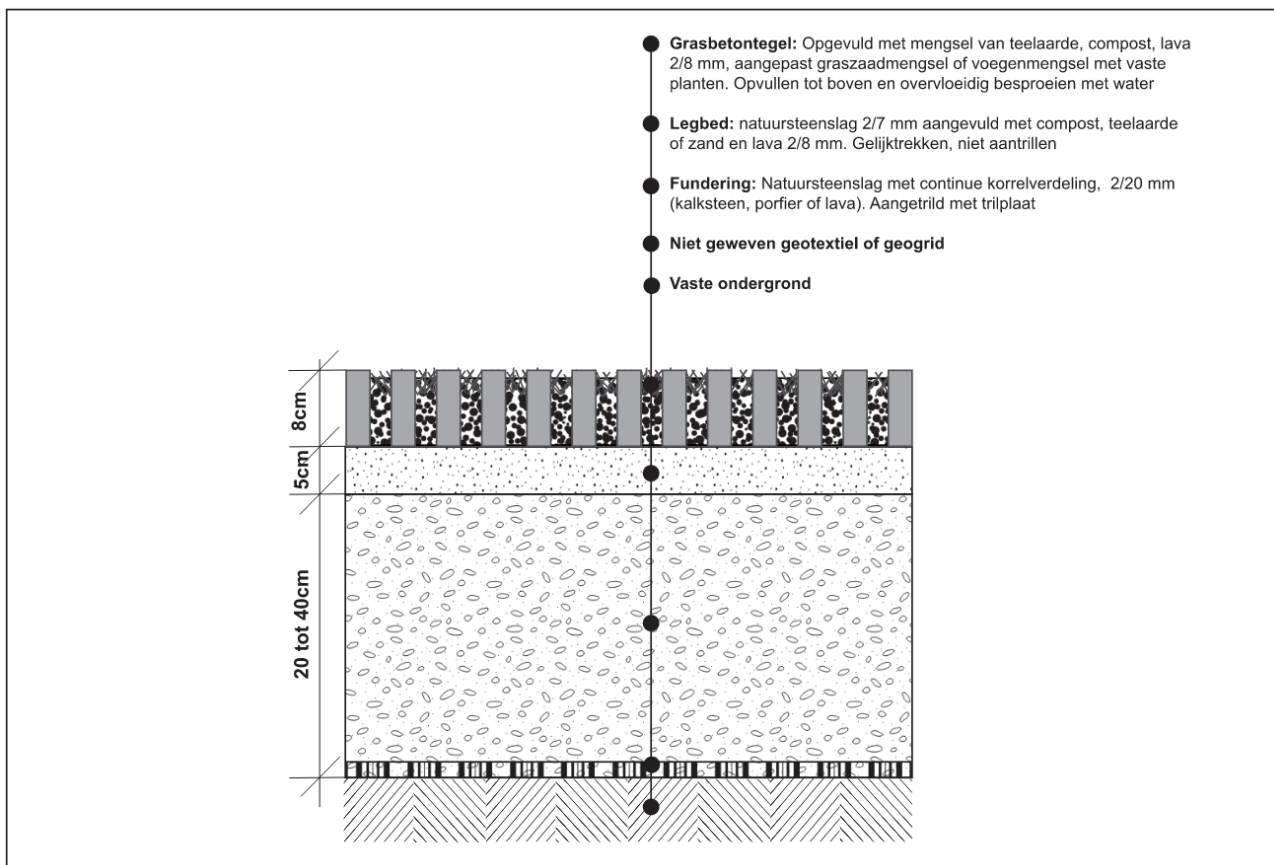 Grasbetontegel: Opgevuld met mengsel van teelaarde, compost, lava
2/8 mm, aangepast graszaadmengsel of voegenmengsel met vaste
planten. Opvullen tot boven en overvloeidig besproeien met water
Legbed: natuursteenslag 2/7 mm aangevuld met compost, teelaarde
of zand en lava 2/8 mm. Gelijktrekken, niet aantrillen
Fundering: Natuursteenslag met continue korrelverdeling, 2/20 mm
(kalksteen, porfier of lava). Aangetrild met trilplaat
Niet geweven geotextiel of geogrid
Vaste ondergrond
8cm
5cm
20 tot 40cm